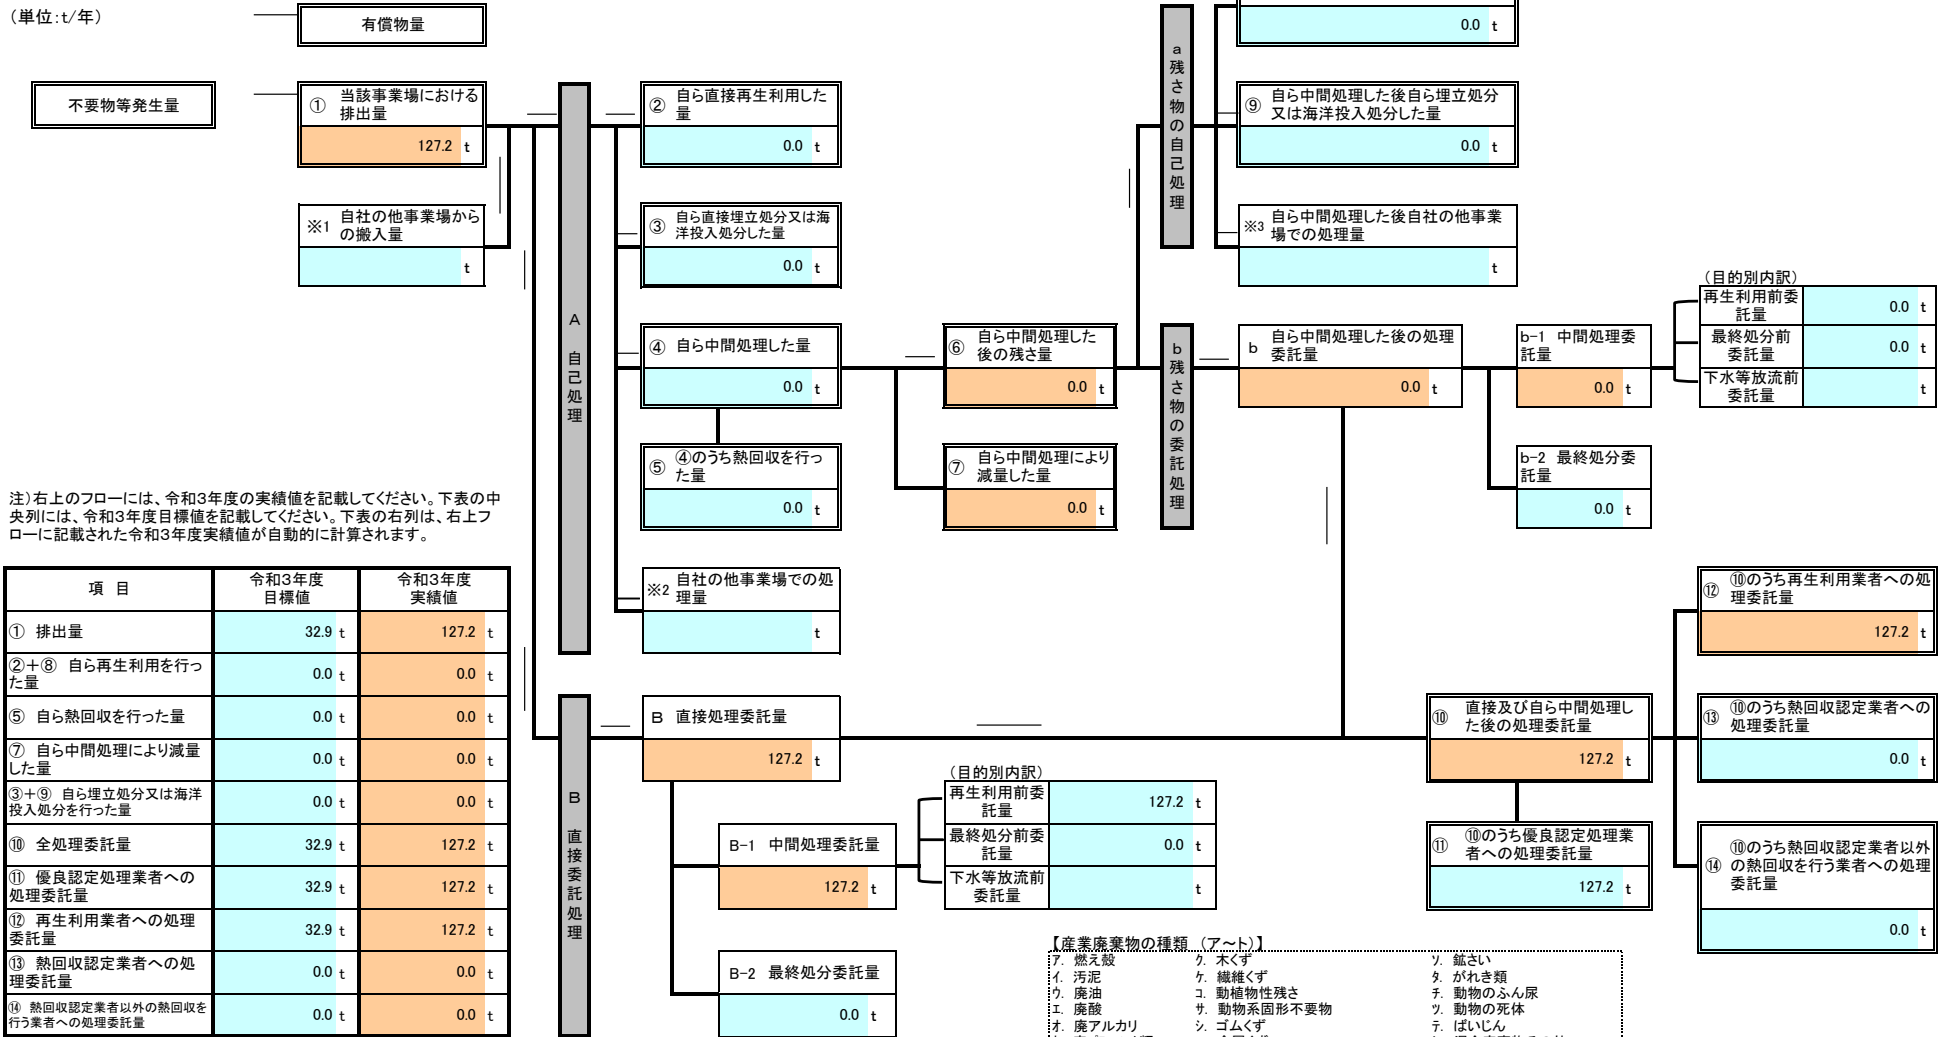 (単位:t/年)
有償物量
0.0 t
不要物等発生量
① 当該事業場における
排出量
127.2 t
※1 自社の他事業場から
の搬入量
t
A 自己処理
② 自ら直接再生利用した
量
0.0 t
③ 自ら直接埋立処分又は海
洋投入処分した量
0.0 t
④ 自ら中間処理した量
0.0 t
⑤ ④のうち熱回収を行っ
た量
0.0 t
※2 自社の他事業場での処
理量
t
⑥ 自ら中間処理した
後の残さ量
0.0 t
⑦ 自ら中間処理により
減量した量
0.0 t
a 残さ物の自己処理
⑨ 自ら中間処理した後自ら埋立処分
又は海洋投入処分した量
0.0 t
※3 自ら中間処理した後自社の他事業
場での処理量
t
b 残さ物の委託処理
b 自ら中間処理した後の処理
委託量
0.0 t
b-1 中間処理委
託量
0.0 t
b-2 最終処分委
託量
0.0 t
(目的別内訳)
再生利用前委
託量
0.0 t
最終処分前
委託量
0.0 t
下水等放流前
委託量
t
注)右上のフローには、令和3年度の実績値を記載してください。下表の中
央列には、令和3年度目標値を記載してください。下表の右列は、右上フ
ローに記載された令和3年度実績値が自動的に計算されます。
項 目
令和3年度
目標値
令和3年度
実績値
① 排出量
32.9 t
127.2 t
②+⑧ 自ら再生利用を行っ
た量
0.0 t
0.0 t
⑤ 自ら熱回収を行った量
0.0 t
0.0 t
⑦ 自ら中間処理により減量
した量
0.0 t
0.0 t
③+⑨ 自ら埋立処分又は海洋
投入処分を行った量
0.0 t
0.0 t
⑩ 全処理委託量
32.9 t
127.2 t
⑪ 優良認定処理業者への
処理委託量
32.9 t
127.2 t
⑫ 再生利用業者への処理
委託量
32.9 t
127.2 t
⑬ 熱回収認定業者への処
理委託量
0.0 t
0.0 t
⑭ 熱回収認定業者以外の熱回収を
行う業者への処理委託量
0.0 t
0.0 t
B 直接委託処理
B 直接処理委託量
127.2 t
B-1 中間処理委託量
127.2 t
B-2 最終処分委託量
0.0 t
(目的別内訳)
再生利用前委
託量
127.2 t
最終処分前委
託量
0.0 t
下水等放流前
委託量
t
⑩ 直接及び自ら中間処理し
た後の処理委託量
127.2 t
⑪ ⑩のうち優良認定処理業
者への処理委託量
127.2 t
⑫ ⑩のうち再生利用業者への処
理委託量
127.2 t
⑬ ⑩のうち熱回収認定業者への
処理委託量
0.0 t
⑭ ⑩のうち熱回収認定業者以外
の熱回収を行う業者への処理
委託量
0.0 t
【産業廃棄物の種類 (ア~ト)】
ア. 燃え殻 ク. 木くず ソ. 鉱さい
イ. 汚泥 ケ. 繊維くず タ. がれき類
ウ. 廃油 コ. 動植物性残さ チ. 動物のふん尿
エ. 廃酸 サ. 動物系固形不要物 ツ. 動物の死体
オ. 廃アルカリ シ. ゴムくず テ. ばいじん